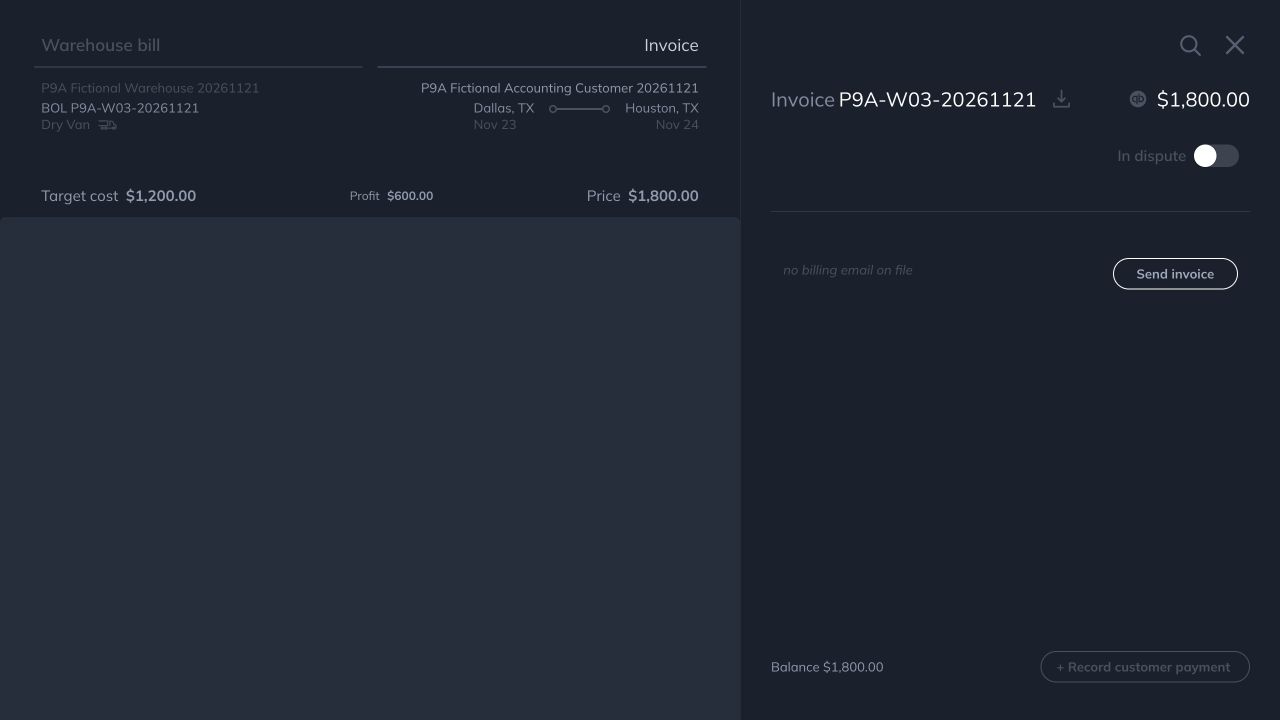 Warehouse bill
Invoice
P9A Fictional Warehouse 20261121
BOL P9A-W03-20261121
Dry Van
P9A Fictional Accounting Customer 20261121
Dallas, TX Houston, TX
Nov 23 Nov 24
Target cost $1,200.00
Profit $600.00
Price $1,800.00
Invoice P9A-W03-20261121
qb $1,800.00
In dispute
no billing email on file
Send invoice
Balance $1,800.00
+ Record customer payment